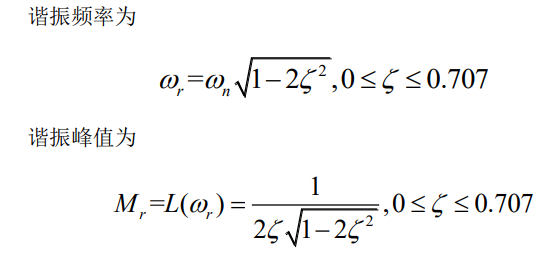 谐振频率为
ωᵣ=ωₙ√(1−2ζ²),0≤ζ≤0.707
谐振峰值为
Mᵣ=L(ωᵣ)=1/(2ζ√(1−2ζ²)),0≤ζ≤0.707